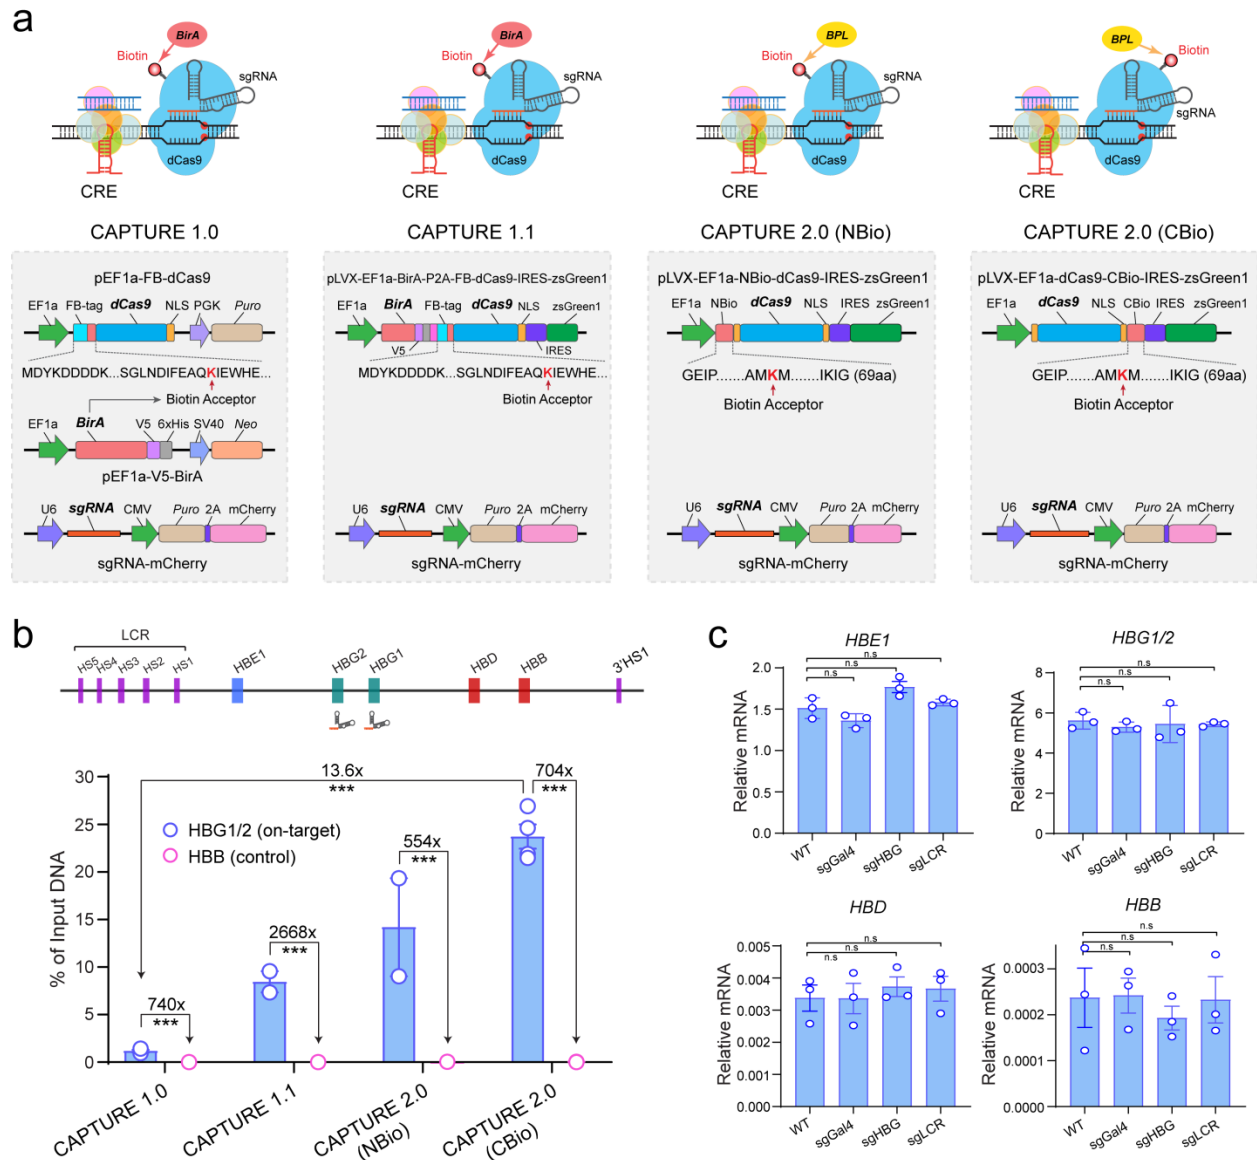 a
BirA
Biotin
sgRNA
dCas9
CRE
CAPTURE 1.0
BirA
Biotin
sgRNA
dCas9
CRE
CAPTURE 1.1
BPL
Biotin
sgRNA
dCas9
CRE
CAPTURE 2.0 (NBio)
BPL
Biotin
sgRNA
dCas9
CRE
CAPTURE 2.0 (CBio)
pEF1a-FB-dCas9
EF1a FB-tag dCas9 NLS PGK Puro
MDYKDDDDK...SGLNDIFEAQKIEWHE...
Biotin Acceptor
EF1a BirA V5 6xHis SV40 Neo
pEF1a-V5-BirA
U6 sgRNA CMV Puro 2A mCherry
sgRNA-mCherry
pLVX-EF1a-BirA-P2A-FB-dCas9-IRES-zsGreen1
EF1a BirA FB-tag dCas9 NLS zsGreen1
V5 IRES
MDYKDDDDK...SGLNDIFEAQKIEWHE...
Biotin Acceptor
U6 sgRNA CMV Puro 2A mCherry
sgRNA-mCherry
pLVX-EF1a-NBio-dCas9-IRES-zsGreen1
EF1a NBio dCas9 NLS IRES zsGreen1
GEIP.......AMKM......IKIG (69aa)
Biotin Acceptor
U6 sgRNA CMV Puro 2A mCherry
sgRNA-mCherry
pLVX-EF1a-dCas9-CBio-IRES-zsGreen1
EF1a dCas9 NLS CBio IRES zsGreen1
GEIP.......AMKM......IKIG (69aa)
Biotin Acceptor
U6 sgRNA CMV Puro 2A mCherry
sgRNA-mCherry
b
LCR
HS5 HS4 HS3 HS2 HS1 HBE1 HBG2 HBG1 HBD HBB 3'HS1
% of Input DNA
30
25
20
15
10
5
0
13.6x
***
704x
***
HBG1/2 (on-target)
HBB (control)
554x
***
2668x
***
740x
***
CAPTURE 1.0
CAPTURE 1.1
CAPTURE 2.0
(NBio)
CAPTURE 2.0
(CBio)
c
HBE1
Relative mRNA
2.0
1.5
1.0
0.5
0.0
n.s
n.s
n.s
WT sgGal4 sgHBG sgLCR
HBG1/2
Relative mRNA
8
6
4
2
0
n.s
n.s
n.s
WT sgGal4 sgHBG sgLCR
HBD
Relative mRNA
0.005
0.004
0.003
0.002
0.001
0.000
n.s
n.s
n.s
WT sgGal4 sgHBG sgLCR
HBB
Relative mRNA
0.0003
0.0002
0.0001
0.0000
n.s
n.s
n.s
WT sgGal4 sgHBG sgLCR